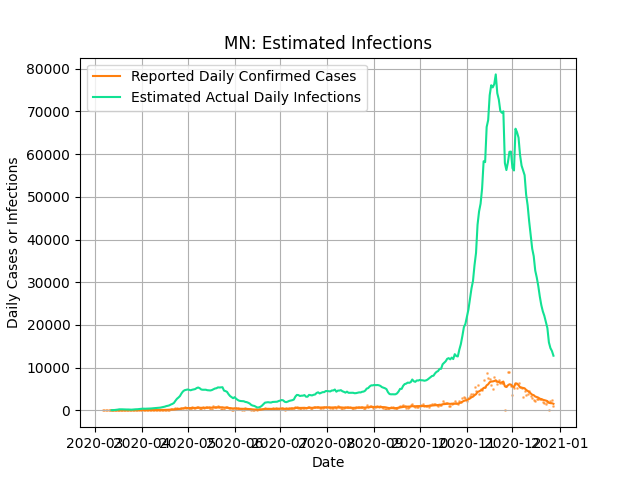 MN: Estimated Infections
Reported Daily Confirmed Cases
Estimated Actual Daily Infections
Daily Cases or Infections
80000
70000
60000
50000
40000
30000
20000
10000
0
2020-03 2020-04 2020-05 2020-06 2020-07 2020-08 2020-09 2020-10 2020-11 2020-12 2021-01
Date